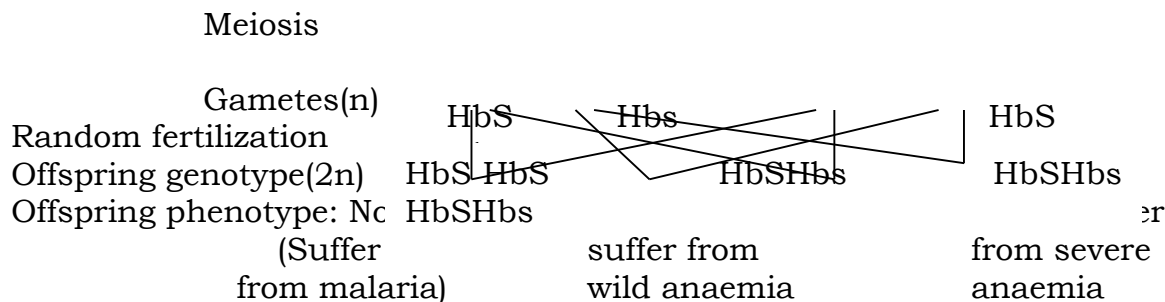 Meiosis
Gametes(n)
HbS Hbs HbS
Random fertilization
Offspring genotype(2n) HbS HbS HbSHbs HbSHbs
Offspring phenotype: HbSHbs
(Suffer suffer from from severe
from malaria) wild anaemia anaemia